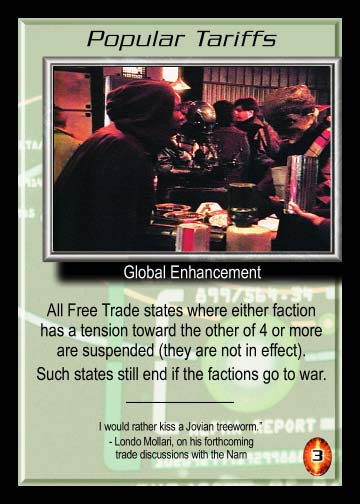 Popular Tariffs
Global Enhancement
All Free Trade states where either faction
has a tension toward the other of 4 or more
are suspended (they are not in effect).
Such states still end if the factions go to war.
I would rather kiss a Jovian treeworm."
- Londo Mollari, on his forthcoming
trade discussions with the Narn
3